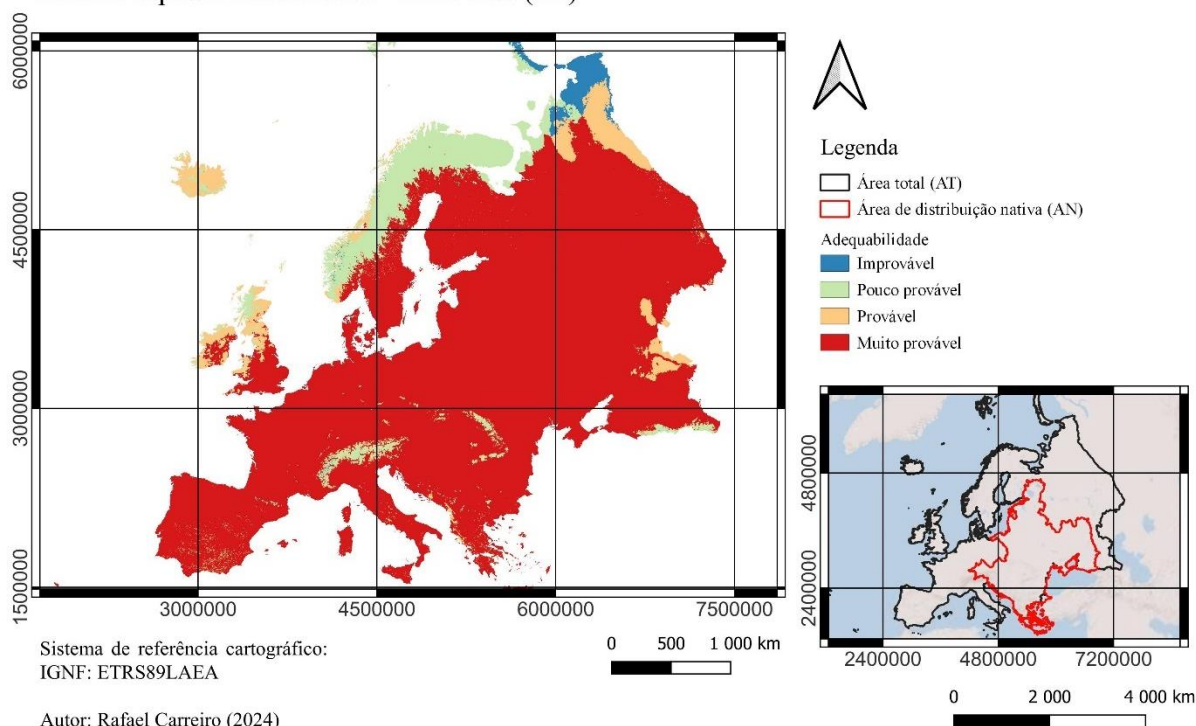 6000000
4500000
3000000
1500000
3000000
4500000
6000000
7500000
Sistema de referência cartográfico:
IGNF: ETRS89LAEA
Autor: Rafael Carreiro (2024)
0 500 1 000 km
Legenda
Área total (AT)
Área de distribuição nativa (AN)
Adequabilidade
Improvável
Pouco provável
Provável
Muito provável
4800000
2400000
2400000
4800000
7200000
0 2 000 4 000 km